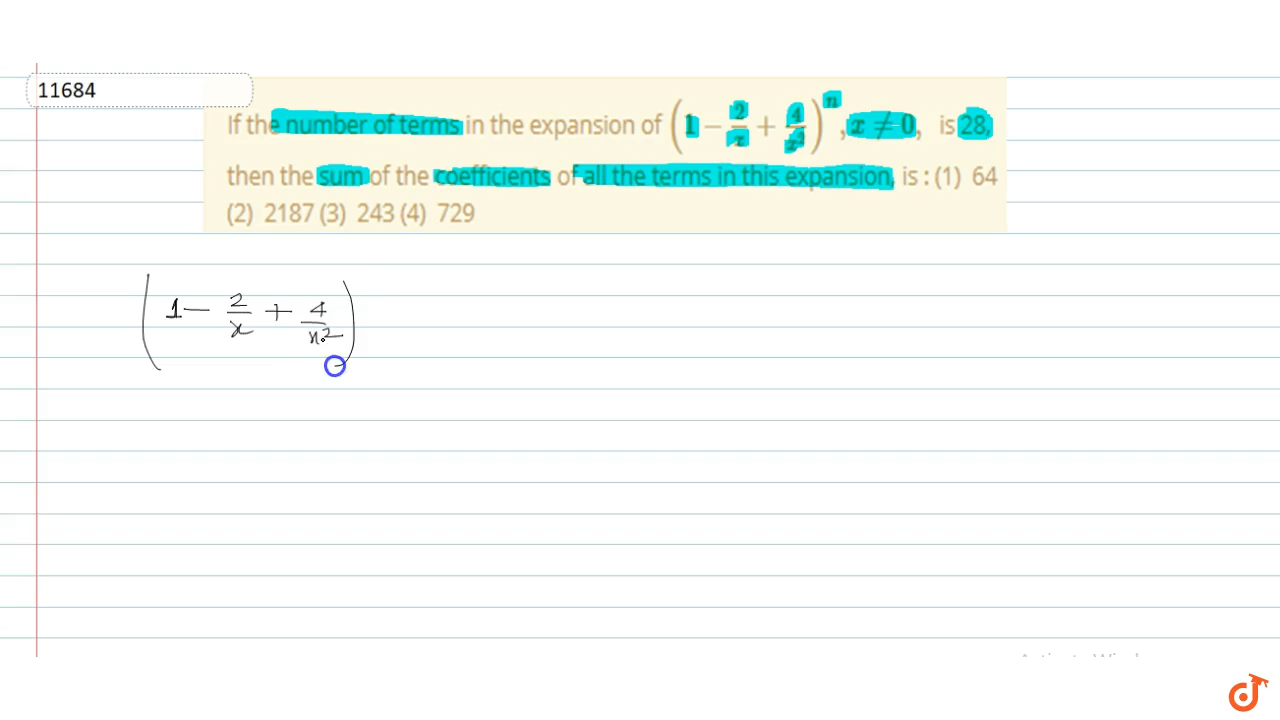 11684
If the number of terms in the expansion of (1 − 2/x + 4/x²)ⁿ, x ≠ 0, is 28,
then the sum of the coefficients of all the terms in this expansion, is : (1) 64
(2) 2187 (3) 243 (4) 729
(1 − 2/x + 4/x²)